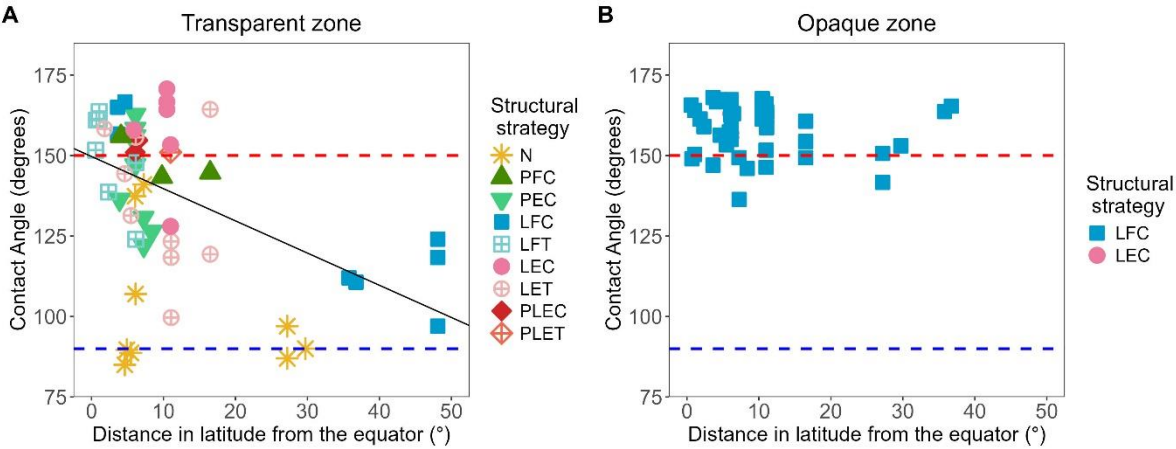 A
Transparent zone
Contact Angle (degrees)
175
150
125
100
75
0
10
20
30
40
50
Distance in latitude from the equator (°)
Structural
strategy
N
PFC
PEC
LFC
LFT
LEC
LET
PLEC
PLET
B
Opaque zone
Contact Angle (degrees)
175
150
125
100
75
0
10
20
30
40
50
Distance in latitude from the equator (°)
Structural
strategy
LFC
LEC